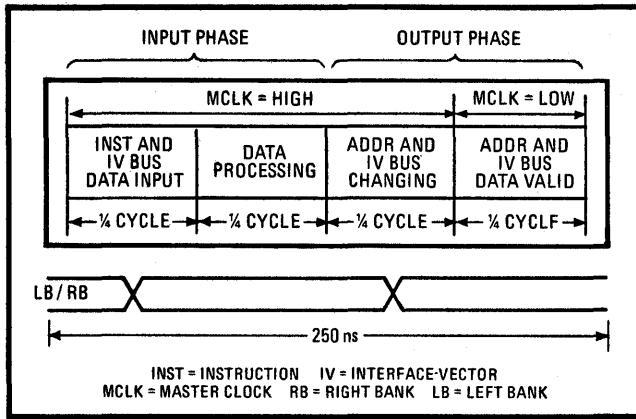 INPUT PHASE OUTPUT PHASE
MCLK = HIGH MCLK = LOW
INST AND IV BUS DATA INPUT
DATA PROCESSING
ADDR AND IV BUS CHANGING
ADDR AND IV BUS DATA VALID
¼ CYCLE ¼ CYCLE ¼ CYCLE ¼ CYCLF
LB / RB
250 ns
INST = INSTRUCTION IV = INTERFACE-VECTOR
MCLK = MASTER CLOCK RB = RIGHT BANK LB = LEFT BANK